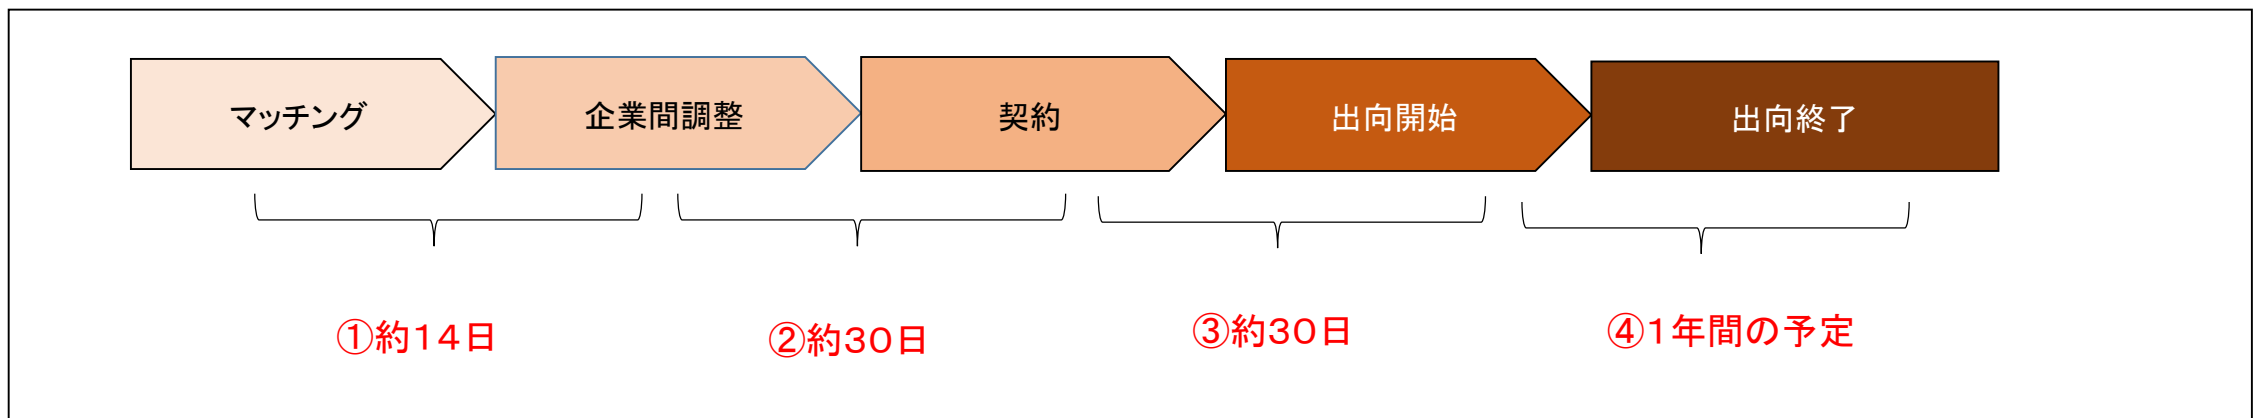 マッチング
企業間調整
契約
出向開始
出向終了
①約１４日
②約３０日
③約３０日
④１年間の予定